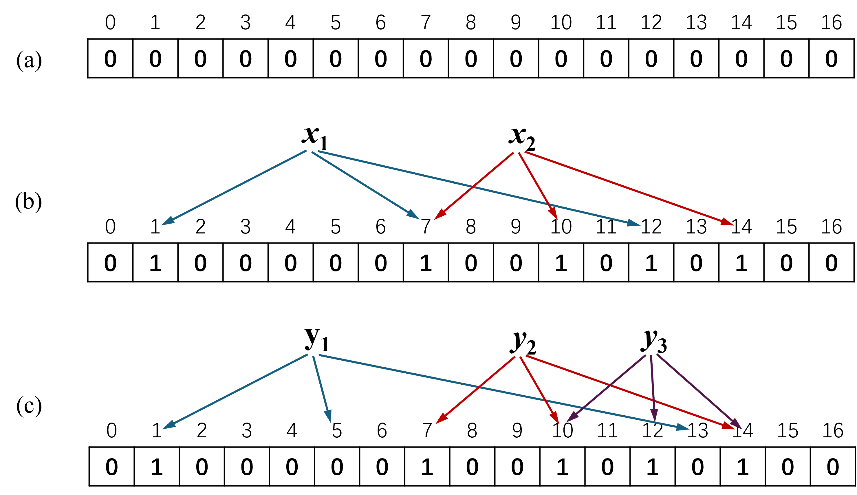 0 1 2 3 4 5 6 7 8 9 10 11 12 13 14 15 16
(a) 0 0 0 0 0 0 0 0 0 0 0 0 0 0 0 0 0
x1 x2
(b)
0 1 2 3 4 5 6 7 8 9 10 11 12 13 14 15 16
0 1 0 0 0 0 0 1 0 0 1 0 1 0 1 0 0
y1 y2 y3
(c)
0 1 2 3 4 5 6 7 8 9 10 11 12 13 14 15 16
0 1 0 0 0 0 0 1 0 0 1 0 1 0 1 0 0